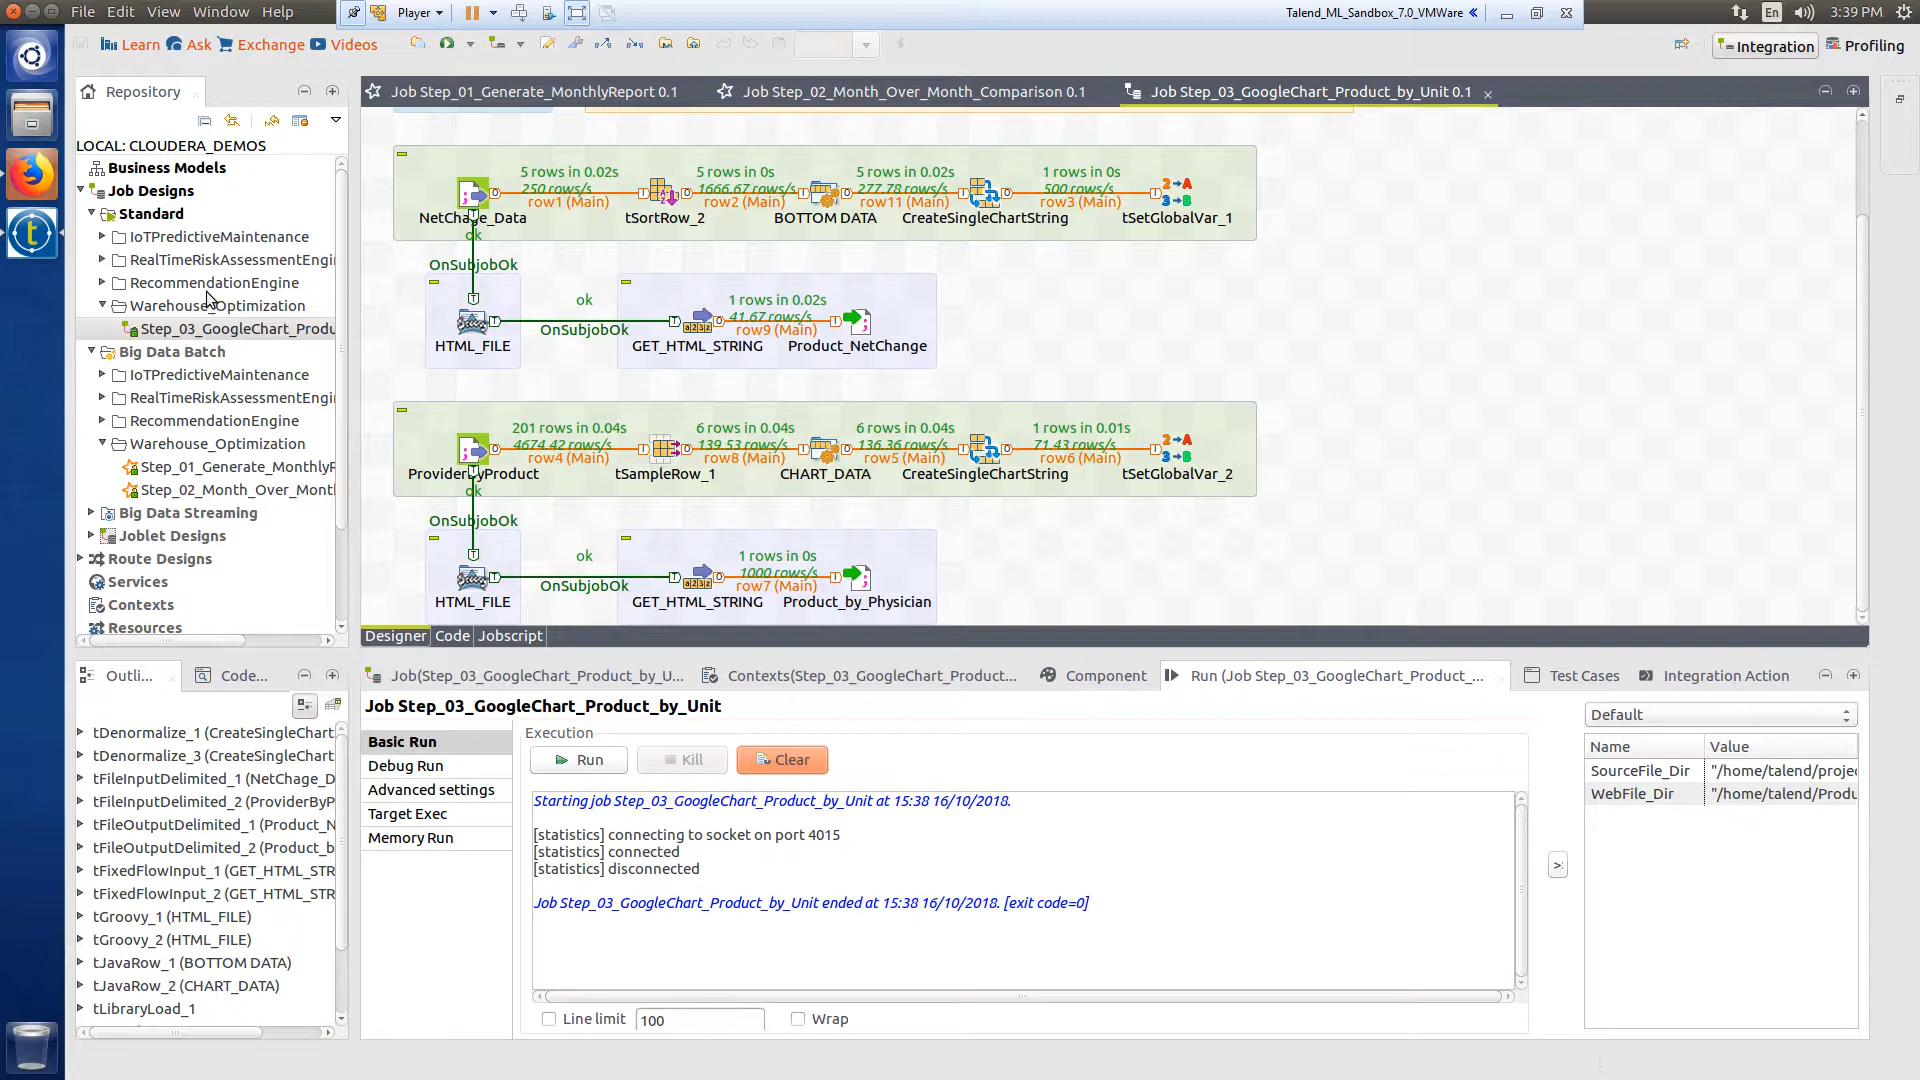 File Edit Cloudera Window Help
Player
Talend_ML_Sandbox_7.0_VMWare
En
3:39 PM
Learn Ask Exchange Videos
Integration Profiling
Repository
Job Step_01_Generate_MonthlyReport 0.1
Job Step_02_Month_Over_Month_Comparison 0.1
Job Step_03_GoogleChart_Product_by_Unit 0.1
LOCAL: CLOUDERA_DEMOS
Business Models
Job Designs
Standard
IoTPredictiveMaintenance
RealTimeRiskAssessmentEngi
RecommendationEngine
Warehouse_Optimization
Step_03_GoogleChart_Produ
Big Data Batch
IoTPredictiveMaintenance
RealTimeRiskAssessmentEngi
RecommendationEngine
Warehouse_Optimization
Step_01_Generate_MonthlyR
Step_02_Month_Over_Mont
Big Data Streaming
Joblet Designs
Route Designs
Services
Contexts
Resources
5 rows in 0.02s
250 rows/s
row1 (Main)
5 rows in 0s
1666.67 rows/s
row2 (Main)
5 rows in 0.02s
277.78 rows/s
row11 (Main)
1 rows in 0s
500 rows/s
row3 (Main)
NetChage_Data
tSortRow_2
BOTTOM DATA
CreateSingleChartString
tSetGlobalVar_1
ok
OnSubjobOk
ok
OnSubjobOk
1 rows in 0.02s
41.67 rows/s
row9 (Main)
HTML_FILE
GET_HTML_STRING
Product_NetChange
201 rows in 0.04s
4674.42 rows/s
row4 (Main)
6 rows in 0.04s
139.53 rows/s
row8 (Main)
6 rows in 0.04s
136.36 rows/s
row5 (Main)
1 rows in 0.01s
71.43 rows/s
row6 (Main)
ProviderbyProduct
tSampleRow_1
CHART_DATA
CreateSingleChartString
tSetGlobalVar_2
ok
OnSubjobOk
ok
OnSubjobOk
1 rows in 0s
1000 rows/s
row7 (Main)
HTML_FILE
GET_HTML_STRING
Product_by_Physician
Designer Code Jobscript
Outli...
Code...
tDenormalize_1 (CreateSingleChart
tDenormalize_3 (CreateSingleChart
tFileInputDelimited_1 (NetChage_D
tFileInputDelimited_2 (ProviderByP
tFileOutputDelimited_1 (Product_N
tFileOutputDelimited_2 (Product_b
tFixedFlowInput_1 (GET_HTML_STR
tFixedFlowInput_2 (GET_HTML_STR
tGroovy_1 (HTML_FILE)
tGroovy_2 (HTML_FILE)
tJavaRow_1 (BOTTOM DATA)
tJavaRow_2 (CHART_DATA)
tLibraryLoad_1
Job(Step_03_GoogleChart_Product_by_U...
Contexts(Step_03_GoogleChart_Product...
Component
Run (Job Step_03_GoogleChart_Product_...
Test Cases
Integration Action
Job Step_03_GoogleChart_Product_by_Unit
Basic Run
Debug Run
Advanced settings
Target Exec
Memory Run
Execution
Run Kill Clear
Starting job Step_03_GoogleChart_Product_by_Unit at 15:38 16/10/2018.
[statistics] connecting to socket on port 4015
[statistics] connected
[statistics] disconnected
Job Step_03_GoogleChart_Product_by_Unit ended at 15:38 16/10/2018. [exit code=0]
Line limit 100 Wrap
Default
Name Value
SourceFile_Dir "/home/talend/projec
WebFile_Dir "/home/talend/Produ